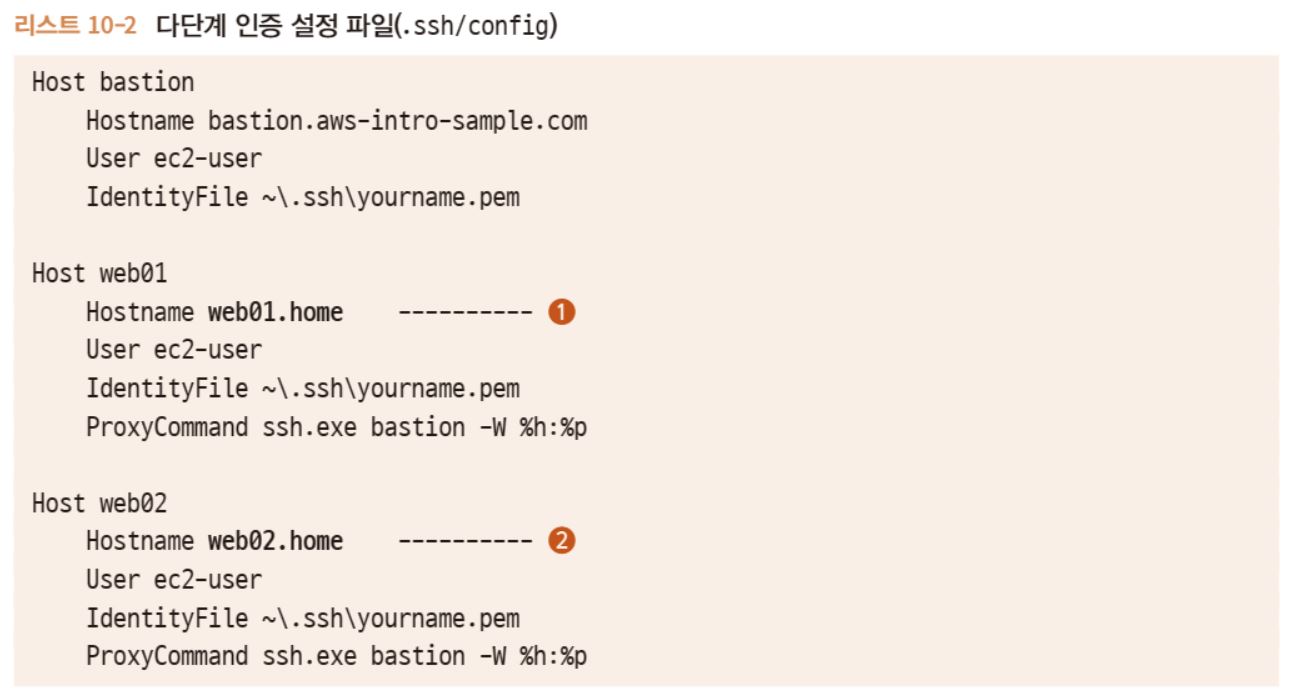 리스트 10-2 다단계 인증 설정 파일(.ssh/config)
Host bastion
    Hostname bastion.aws-intro-sample.com
    User ec2-user
    IdentityFile ~\.ssh\yourname.pem

Host web01
    Hostname web01.home    ---------- ❶
    User ec2-user
    IdentityFile ~\.ssh\yourname.pem
    ProxyCommand ssh.exe bastion -W %h:%p

Host web02
    Hostname web02.home    ---------- ❷
    User ec2-user
    IdentityFile ~\.ssh\yourname.pem
    ProxyCommand ssh.exe bastion -W %h:%p